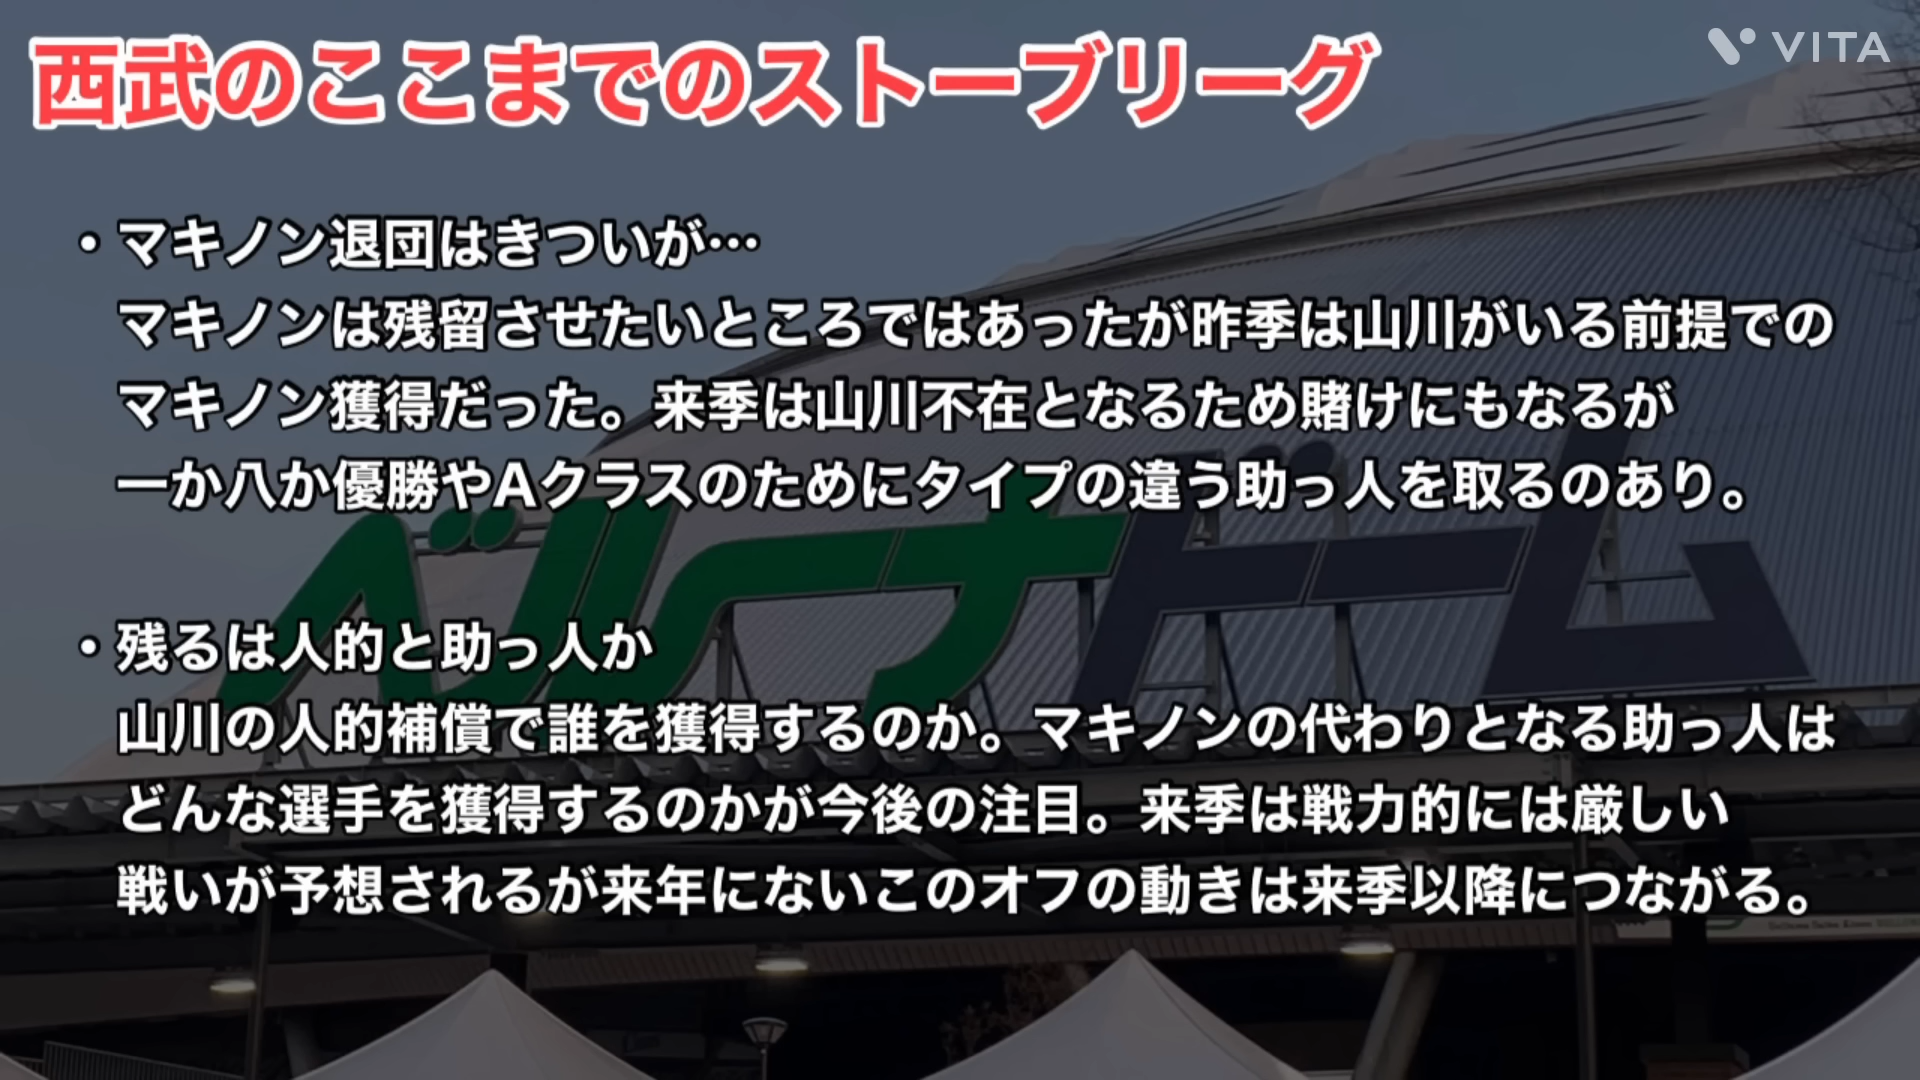 西武のここまでのストーブリーグ
VITA
・マキノン退団はきついが…
マキノンは残留させたいところではあったが昨季は山川がいる前提での
マキノン獲得だった。来季は山川不在となるため賭けにもなるが
一か八か優勝やAクラスのためにタイプの違う助っ人を取るのあり。
ベルーナドーム
・残るは人的と助っ人か
山川の人的補償で誰を獲得するのか。マキノンの代わりとなる助っ人は
どんな選手を獲得するのかが今後の注目。来季は戦力的には厳しい
戦いが予想されるが来年にないこのオフの動きは来季以降につながる。